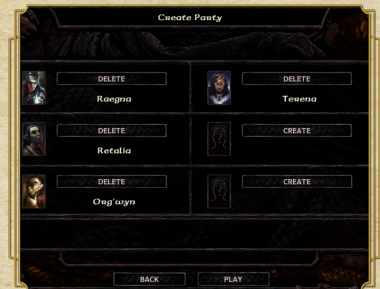 Create Party
DELETE
DELETE
Raegna
Terena
DELETE
CREATE
Retalia
DELETE
CREATE
Org'wyn
BACK
PLAY